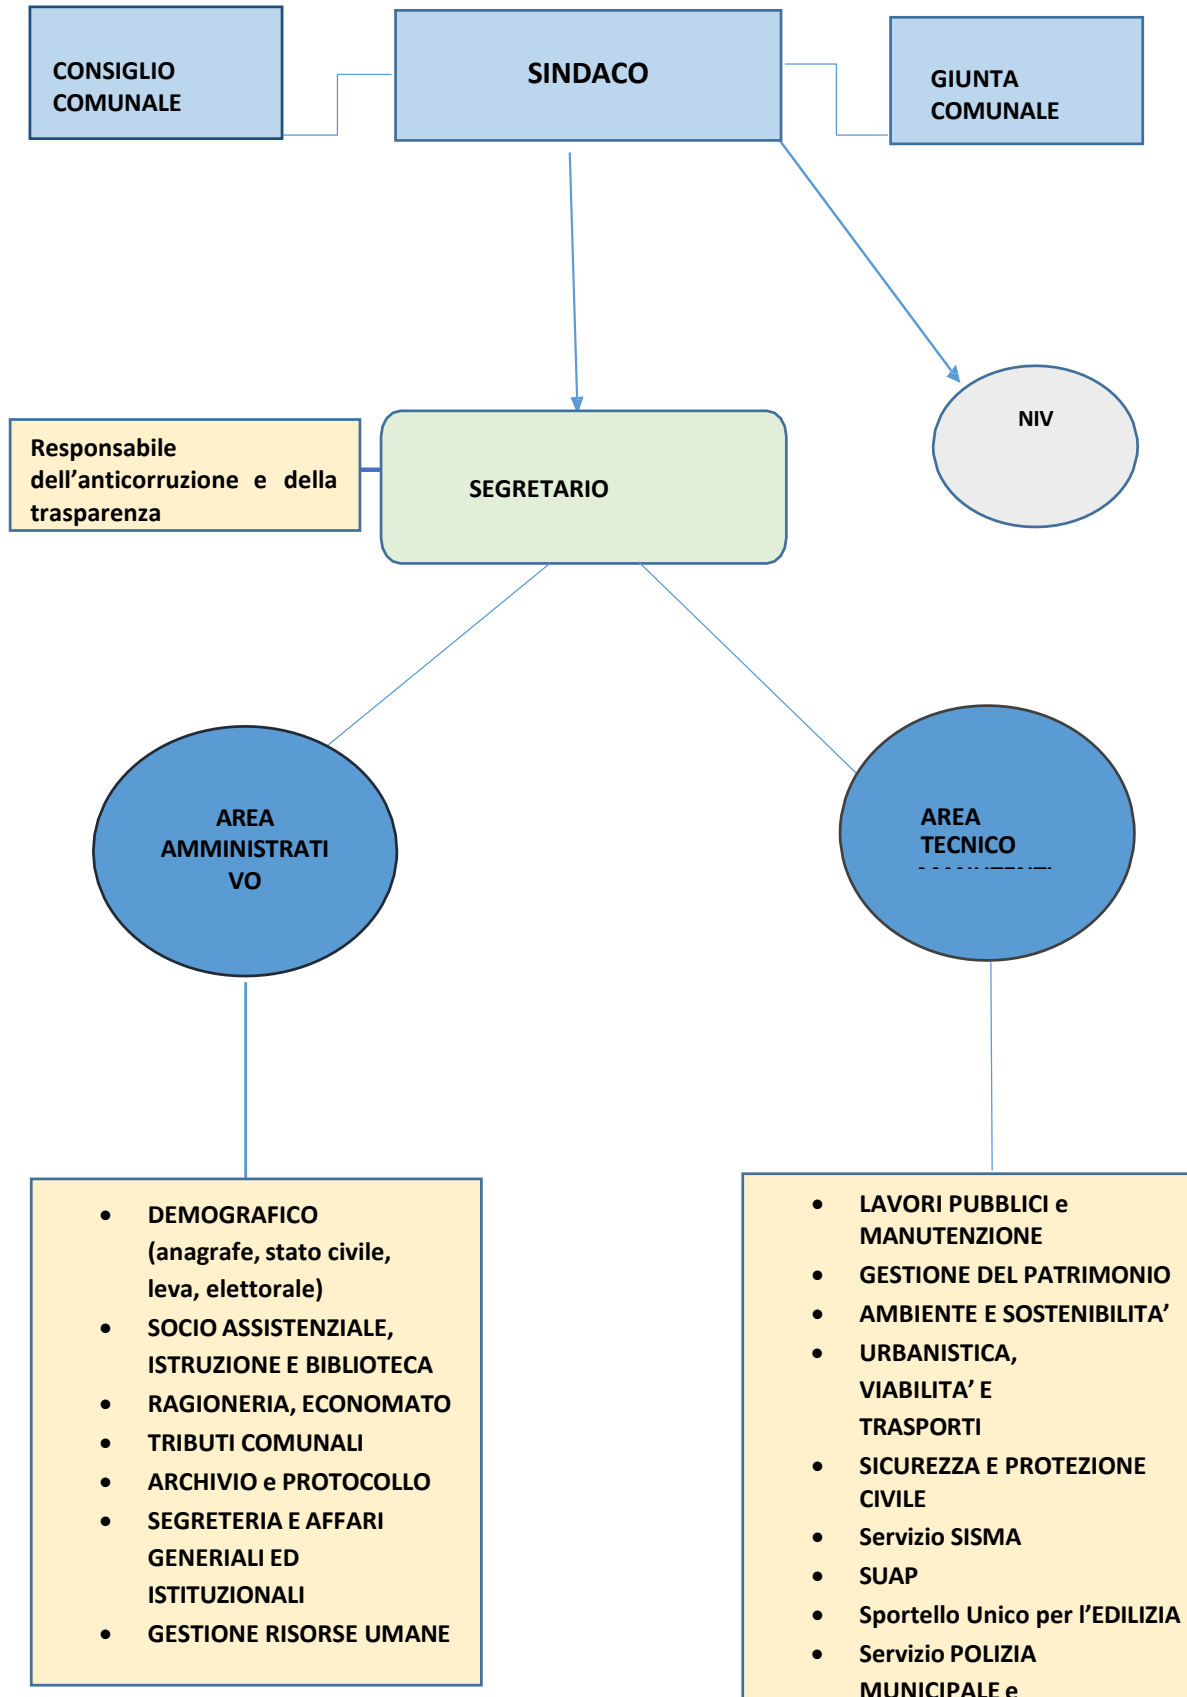 CONSIGLIO
COMUNALE
SINDACO
GIUNTA
COMUNALE
NIV
Responsabile
dell’anticorruzione e della
trasparenza
SEGRETARIO
AREA
AMMINISTRATI
VO
AREA
TECNICO
• DEMOGRAFICO
(anagrafe, stato civile,
leva, elettorale)
• SOCIO ASSISTENZIALE,
ISTRUZIONE E BIBLIOTECA
• RAGIONERIA, ECONOMATO
• TRIBUTI COMUNALI
• ARCHIVIO e PROTOCOLLO
• SEGRETERIA E AFFARI
GENERIALI ED
ISTITUZIONALI
• GESTIONE RISORSE UMANE
• LAVORI PUBBLICI e
MANUTENZIONE
• GESTIONE DEL PATRIMONIO
• AMBIENTE E SOSTENIBILITA’
• URBANISTICA,
VIABILITA’ E
TRASPORTI
• SICUREZZA E PROTEZIONE
CIVILE
• Servizio SISMA
• SUAP
• Sportello Unico per l’EDILIZIA
• Servizio POLIZIA
MUNICIPALE e